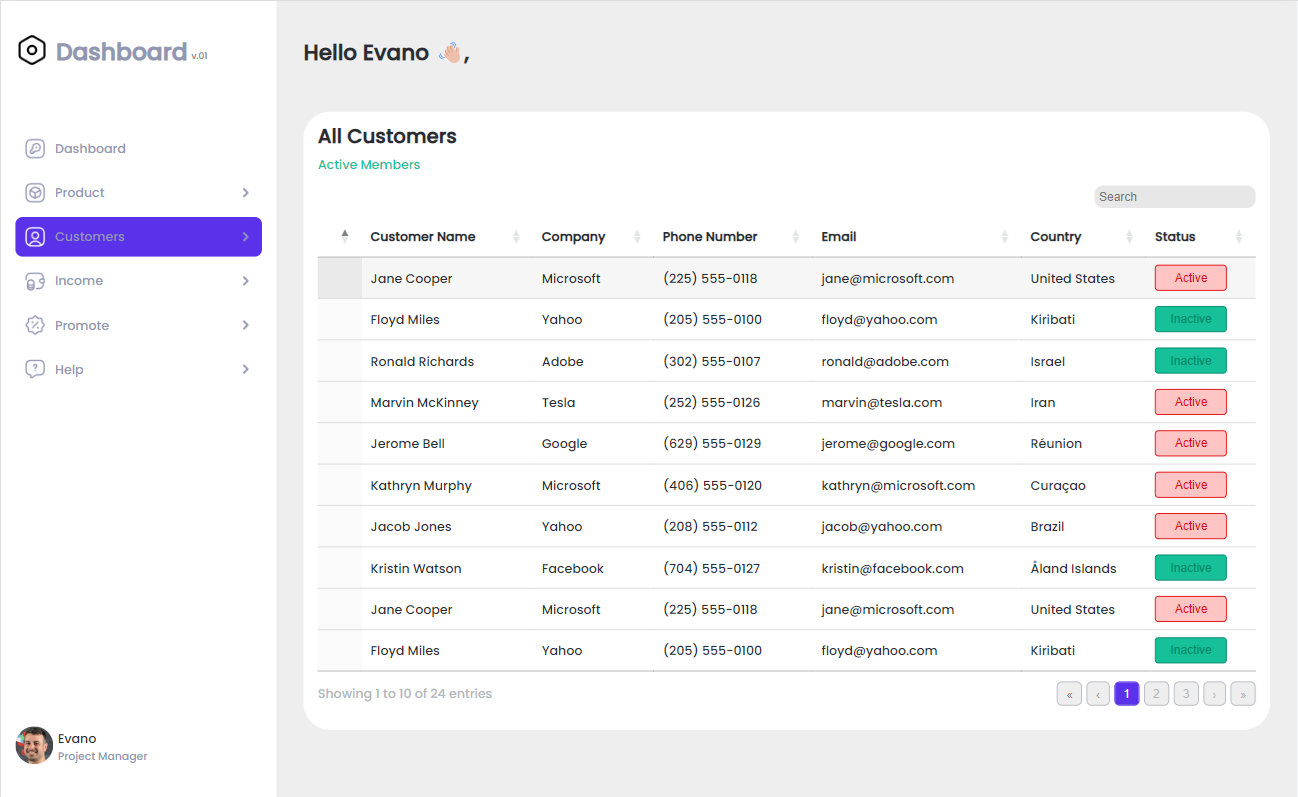 Dashboard v.01
Dashboard
Product
Customers
Income
Promote
Help
Evano
Project Manager
Hello Evano 👋🏼,
All Customers
Active Members
Search
Customer Name Company Phone Number Email Country Status
Jane Cooper Microsoft (225) 555-0118 jane@microsoft.com United States Active
Floyd Miles Yahoo (205) 555-0100 floyd@yahoo.com Kiribati Inactive
Ronald Richards Adobe (302) 555-0107 ronald@adobe.com Israel Inactive
Marvin McKinney Tesla (252) 555-0126 marvin@tesla.com Iran Active
Jerome Bell Google (629) 555-0129 jerome@google.com Réunion Active
Kathryn Murphy Microsoft (406) 555-0120 kathryn@microsoft.com Curaçao Active
Jacob Jones Yahoo (208) 555-0112 jacob@yahoo.com Brazil Active
Kristin Watson Facebook (704) 555-0127 kristin@facebook.com Åland Islands Inactive
Jane Cooper Microsoft (225) 555-0118 jane@microsoft.com United States Active
Floyd Miles Yahoo (205) 555-0100 floyd@yahoo.com Kiribati Inactive
Showing 1 to 10 of 24 entries « ‹ 1 2 3 › »